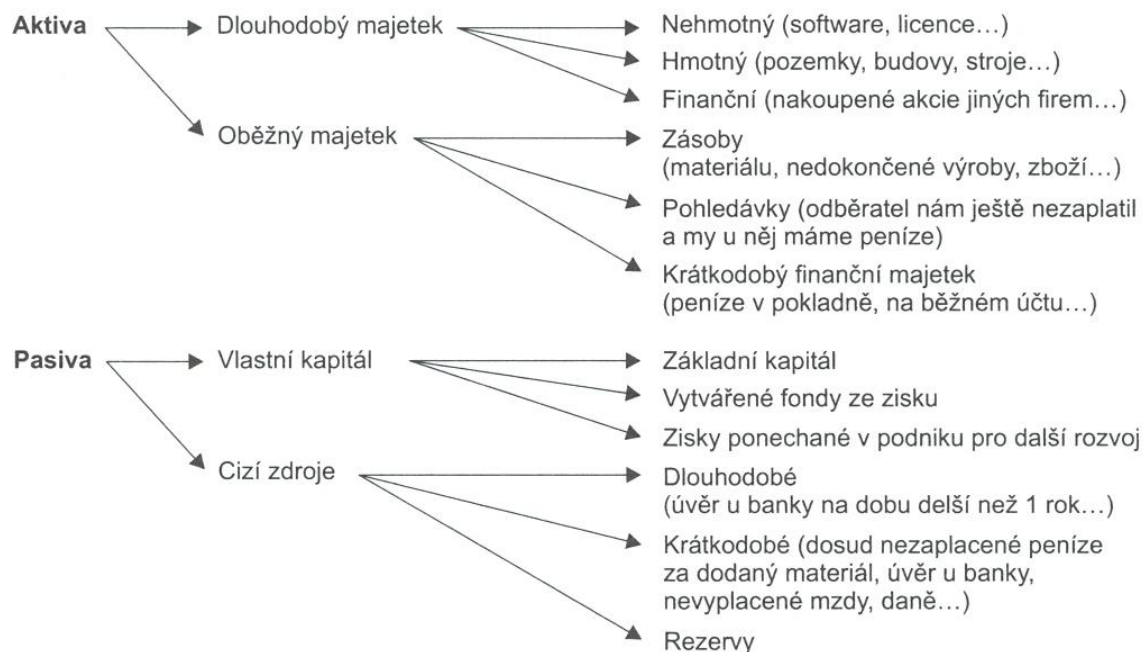 Aktiva
Dlouhodobý majetek
Nehmotný (software, licence…)
Hmotný (pozemky, budovy, stroje…)
Finanční (nakoupené akcie jiných firem…)
Oběžný majetek
Zásoby
(materiálu, nedokončené výroby, zboží…)
Pohledávky (odběratel nám ještě nezaplatil
a my u něj máme peníze)
Krátkodobý finanční majetek
(peníze v pokladně, na běžném účtu…)
Pasiva
Vlastní kapitál
Základní kapitál
Vytvářené fondy ze zisku
Zisky ponechané v podniku pro další rozvoj
Cizí zdroje
Dlouhodobé
(úvěr u banky na dobu delší než 1 rok…)
Krátkodobé (dosud nezaplacené peníze
za dodaný materiál, úvěr u banky,
nevyplacené mzdy, daně…)
Rezervy